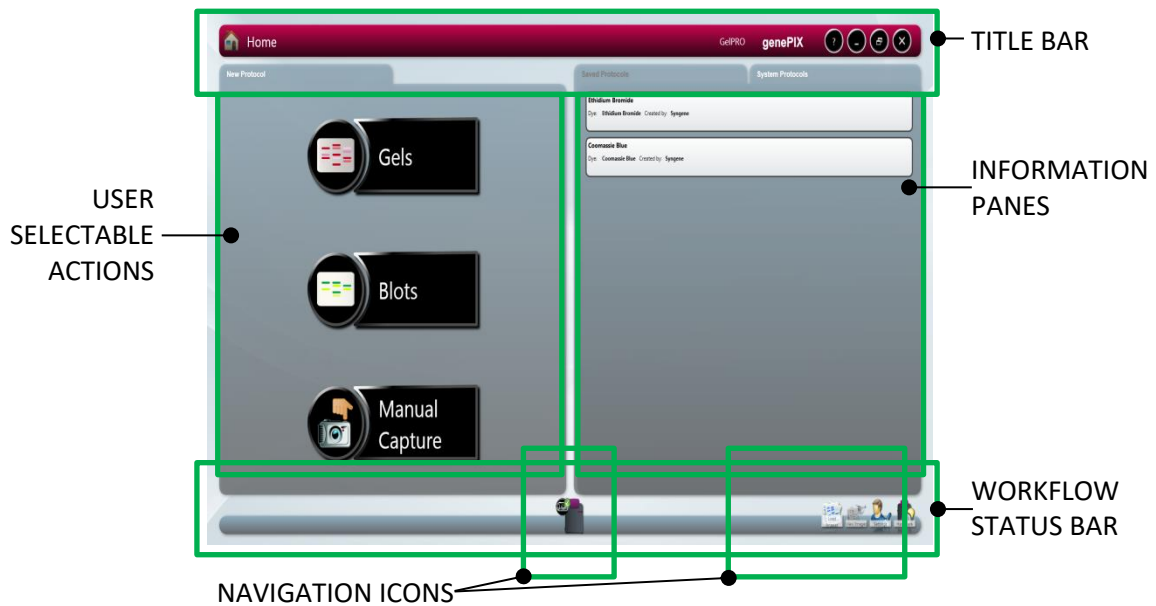 Home
GelPRO genePIX ?
TITLE BAR
New Protocol
Saved Protocols
System Protocols
Ethidium Bromide
Dye: Ethidium Bromide Created by: Syngene
Coomassie Blue
Dye: Coomassie Blue Created by: Syngene
Gels
INFORMATION
PANES
USER
SELECTABLE
ACTIONS
Blots
Manual
Capture
WORKFLOW
STATUS BAR
NAVIGATION ICONS